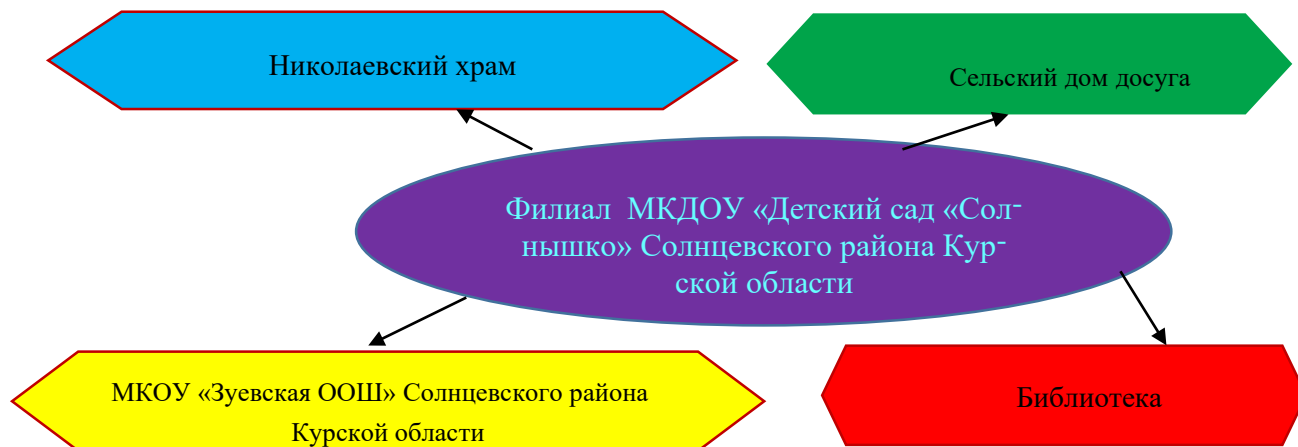 Николаевский храм
Сельский дом досуга
Филиал МКДОУ «Детский сад «Сол-
нышко» Солнцевского района Кур-
ской области
МКОУ «Зуевская ООШ» Солнцевского района
Курской области
Библиотека